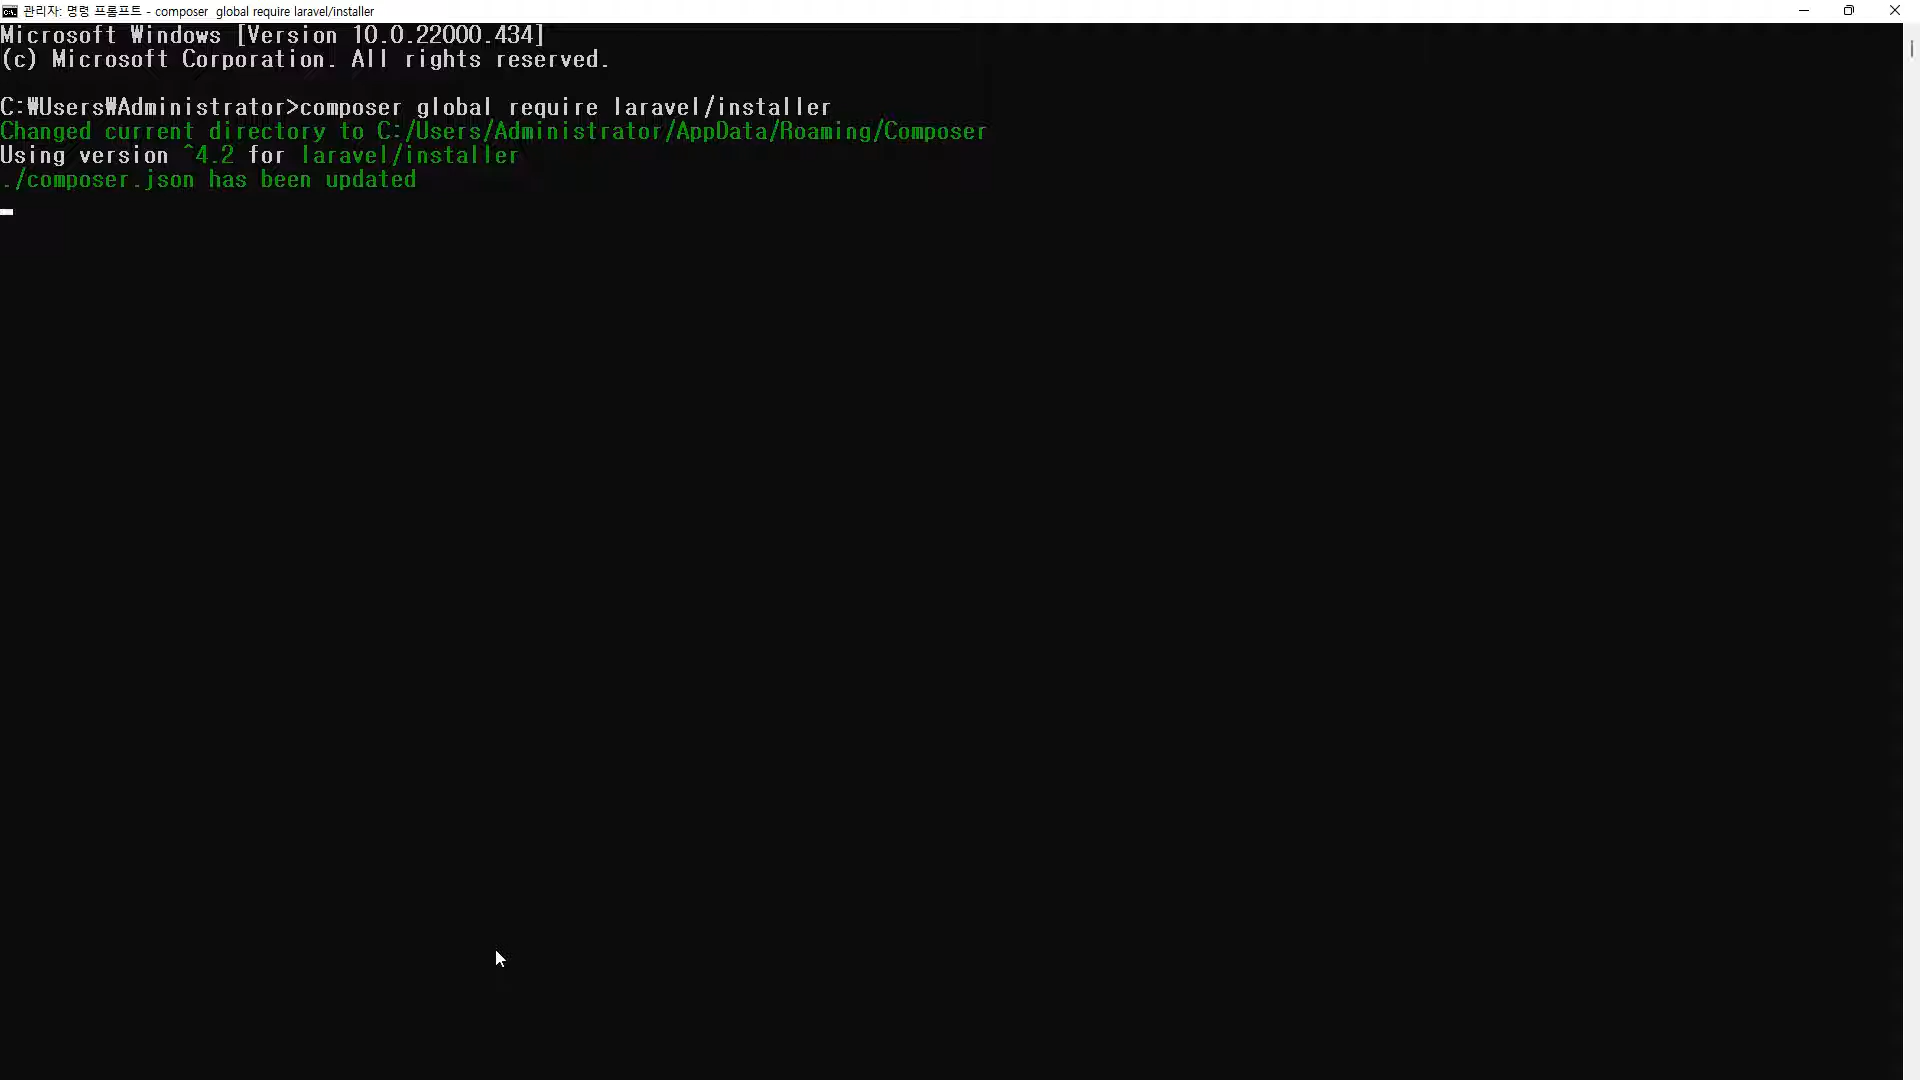 관리자: 명령 프롬프트 - composer  global require laravel/installer
Microsoft Windows [Version 10.0.22000.434]
(c) Microsoft Corporation. All rights reserved.
C:₩Users₩Administrator>composer global require laravel/installer
Changed current directory to C:/Users/Administrator/AppData/Roaming/Composer
Using version ^4.2 for laravel/installer
./composer.json has been updated